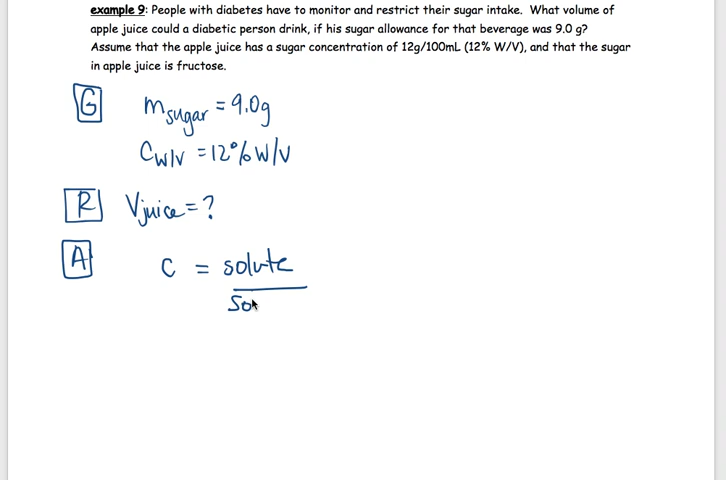 example 9: People with diabetes have to monitor and restrict their sugar intake. What volume of
apple juice could a diabetic person drink, if his sugar allowance for that beverage was 9.0 g?
Assume that the apple juice has a sugar concentration of 12g/100mL (12% W/V), and that the sugar
in apple juice is fructose.
G m sugar = 9.0g
C W/V = 12% W/V
R V juice = ?
A C = solute
So